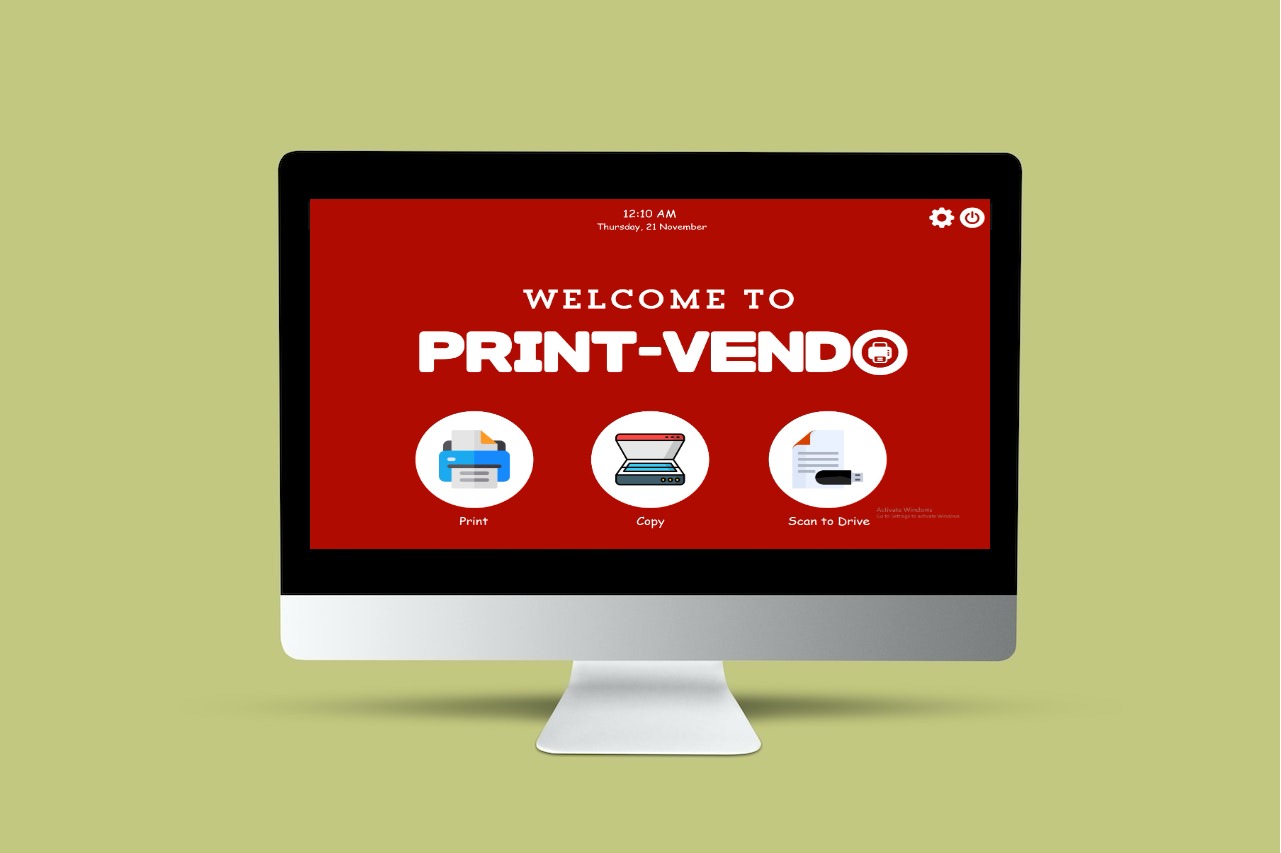 12:10 AM
Thursday, 21 November
WELCOME TO
PRINT-VENDO
Print
Copy
Scan to Drive
Activate Windows
Go to Settings to activate Windows.